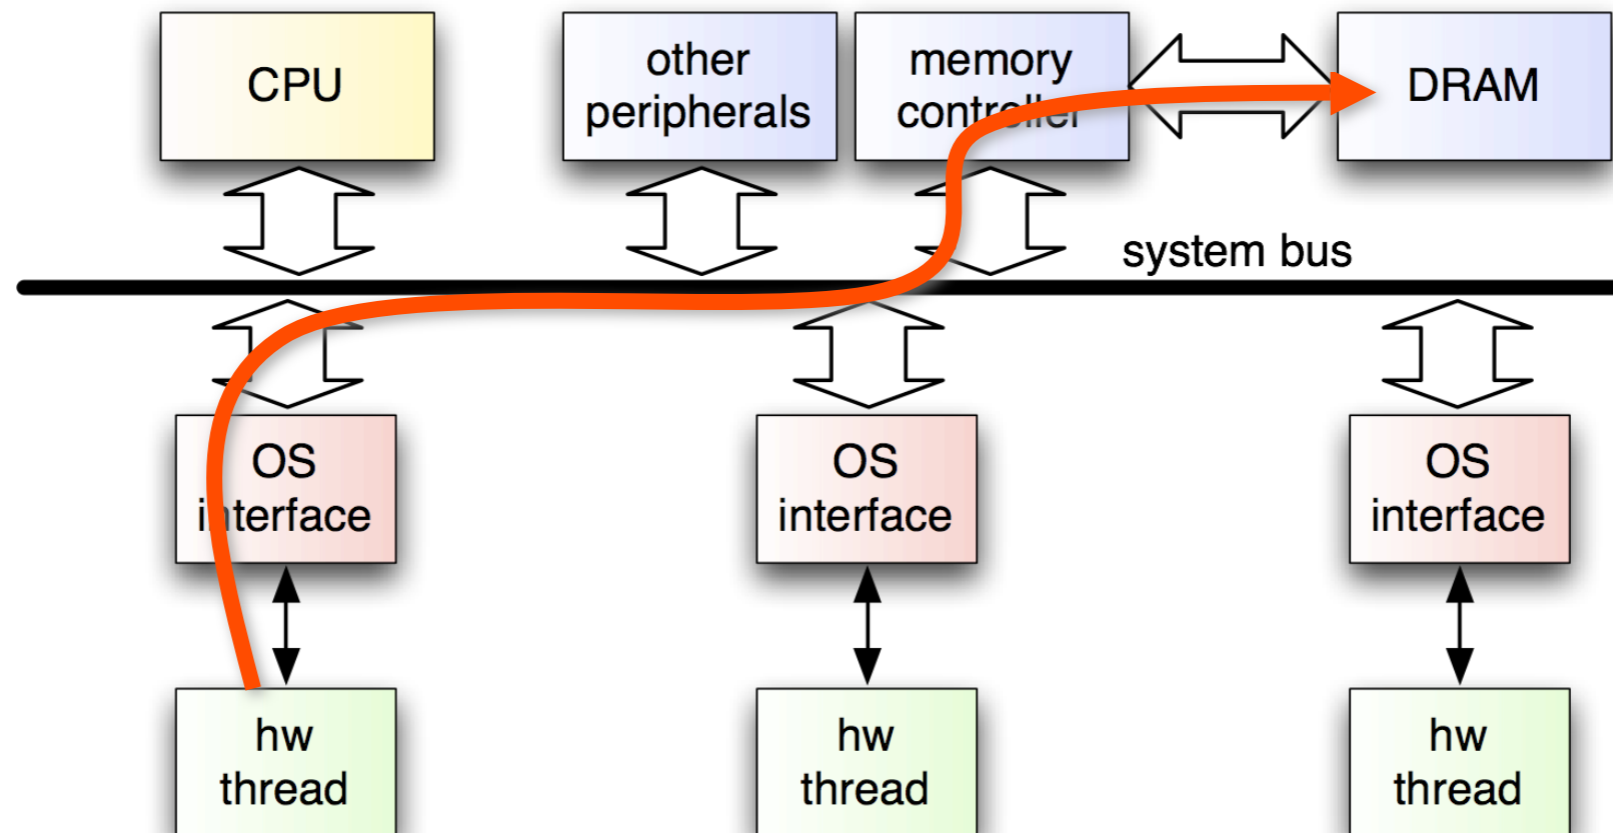 CPU
other
peripherals
memory
controller
DRAM
system bus
OS
interface
OS
interface
OS
interface
hw
thread
hw
thread
hw
thread